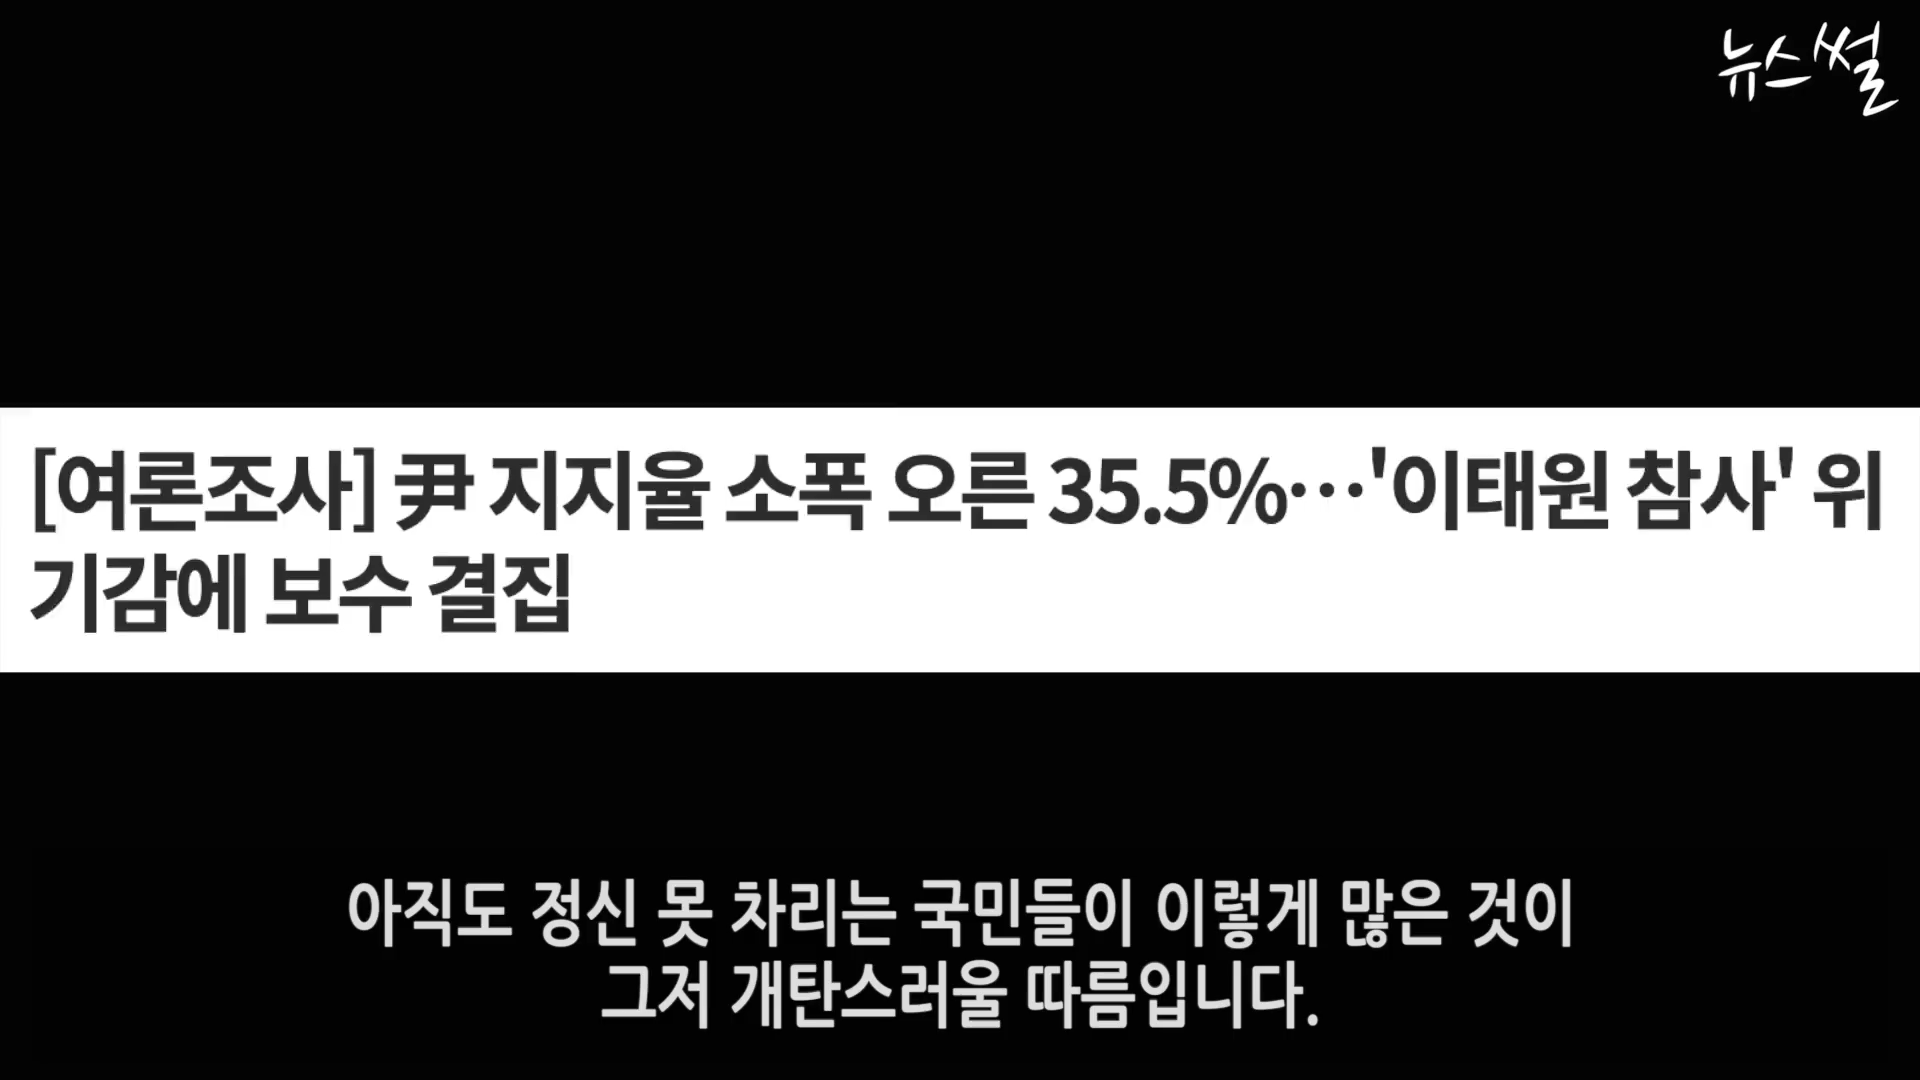 뉴스썰
[여론조사] 尹 지지율 소폭 오른 35.5%…'이태원 참사' 위
기감에 보수 결집
아직도 정신 못 차리는 국민들이 이렇게 많은 것이
그저 개탄스러울 따름입니다.